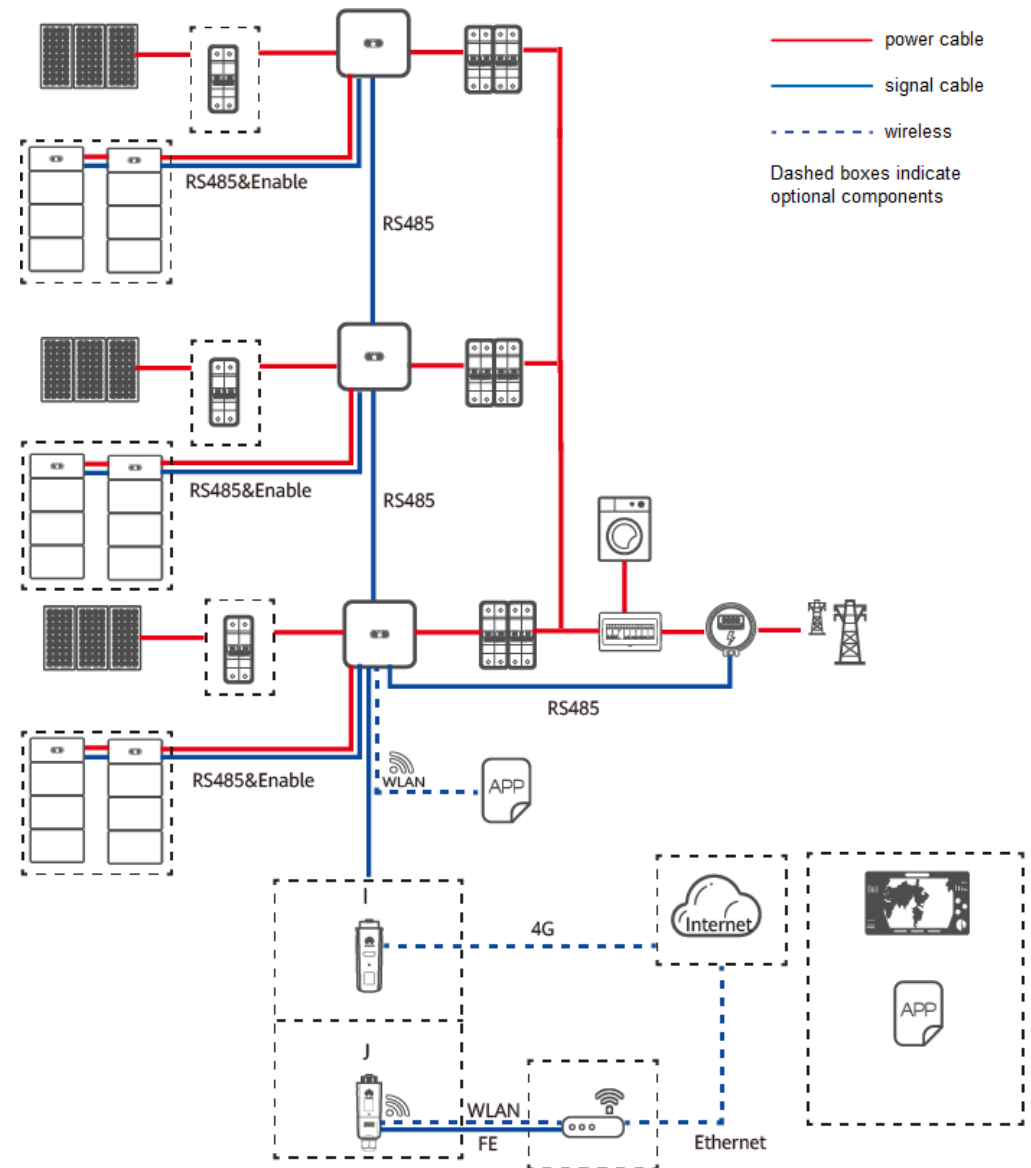 power cable
signal cable
wireless
Dashed boxes indicate
optional components
RS485&Enable
RS485
RS485&Enable
RS485
RS485
RS485&Enable
WLAN
APP
I
4G
Internet
APP
J
WLAN
FE
Ethernet